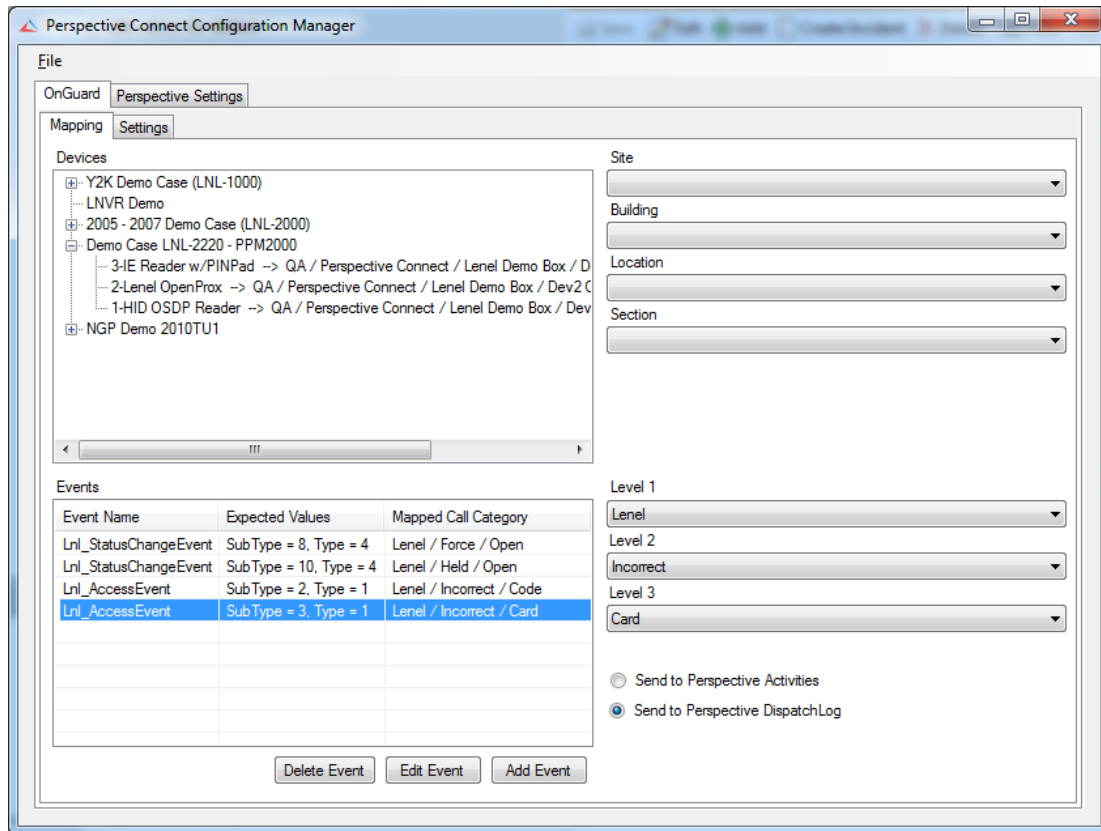 Perspective Connect Configuration Manager
File
OnGuard Perspective Settings
Mapping Settings
Devices
Y2K Demo Case (LNL-1000)
LNVR Demo
2005 - 2007 Demo Case (LNL-2000)
Demo Case LNL-2220 - PPM2000
3-IE Reader w/PINPad --> QA / Perspective Connect / Lenel Demo Box / D
2-Lenel OpenProx --> QA / Perspective Connect / Lenel Demo Box / Dev2 C
1-HID OSDP Reader --> QA / Perspective Connect / Lenel Demo Box / Dev
NGP Demo 2010TU1
Site
Building
Location
Section
Events
Event Name Expected Values Mapped Call Category
Lnl_StatusChangeEvent SubType = 8, Type = 4 Lenel / Force / Open
Lnl_StatusChangeEvent SubType = 10, Type = 4 Lenel / Held / Open
Lnl_AccessEvent SubType = 2, Type = 1 Lenel / Incorrect / Code
Lnl_AccessEvent SubType = 3, Type = 1 Lenel / Incorrect / Card
Delete Event Edit Event Add Event
Level 1
Lenel
Level 2
Incorrect
Level 3
Card
Send to Perspective Activities
Send to Perspective DispatchLog